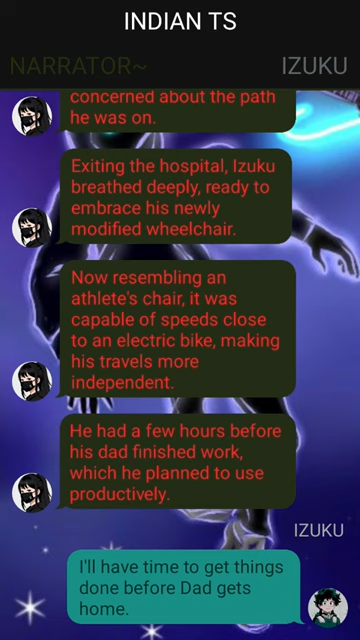 INDIAN TS
NARRATOR~
IZUKU
concerned about the path
he was on.
Exiting the hospital, Izuku
breathed deeply, ready to
embrace his newly
modified wheelchair.
Now resembling an
athlete's chair, it was
capable of speeds close
to an electric bike, making
his travels more
independent.
He had a few hours before
his dad finished work,
which he planned to use
productively.
IZUKU
I'll have time to get things
done before Dad gets
home.